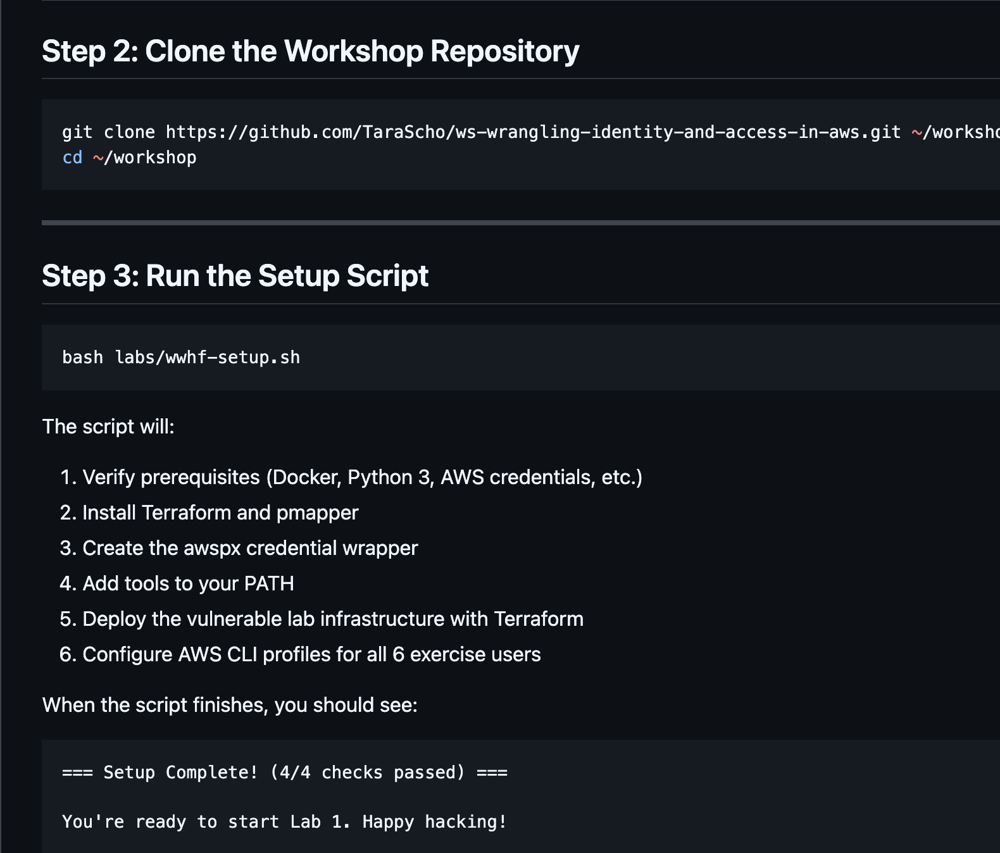 Step 2: Clone the Workshop Repository
git clone https://github.com/TaraScho/ws-wrangling-identity-and-access-in-aws.git ~/worksho
cd ~/workshop
Step 3: Run the Setup Script
bash labs/wwhf-setup.sh
The script will:
1. Verify prerequisites (Docker, Python 3, AWS credentials, etc.)
2. Install Terraform and pmapper
3. Create the awspx credential wrapper
4. Add tools to your PATH
5. Deploy the vulnerable lab infrastructure with Terraform
6. Configure AWS CLI profiles for all 6 exercise users
When the script finishes, you should see:
=== Setup Complete! (4/4 checks passed) ===
You're ready to start Lab 1. Happy hacking!